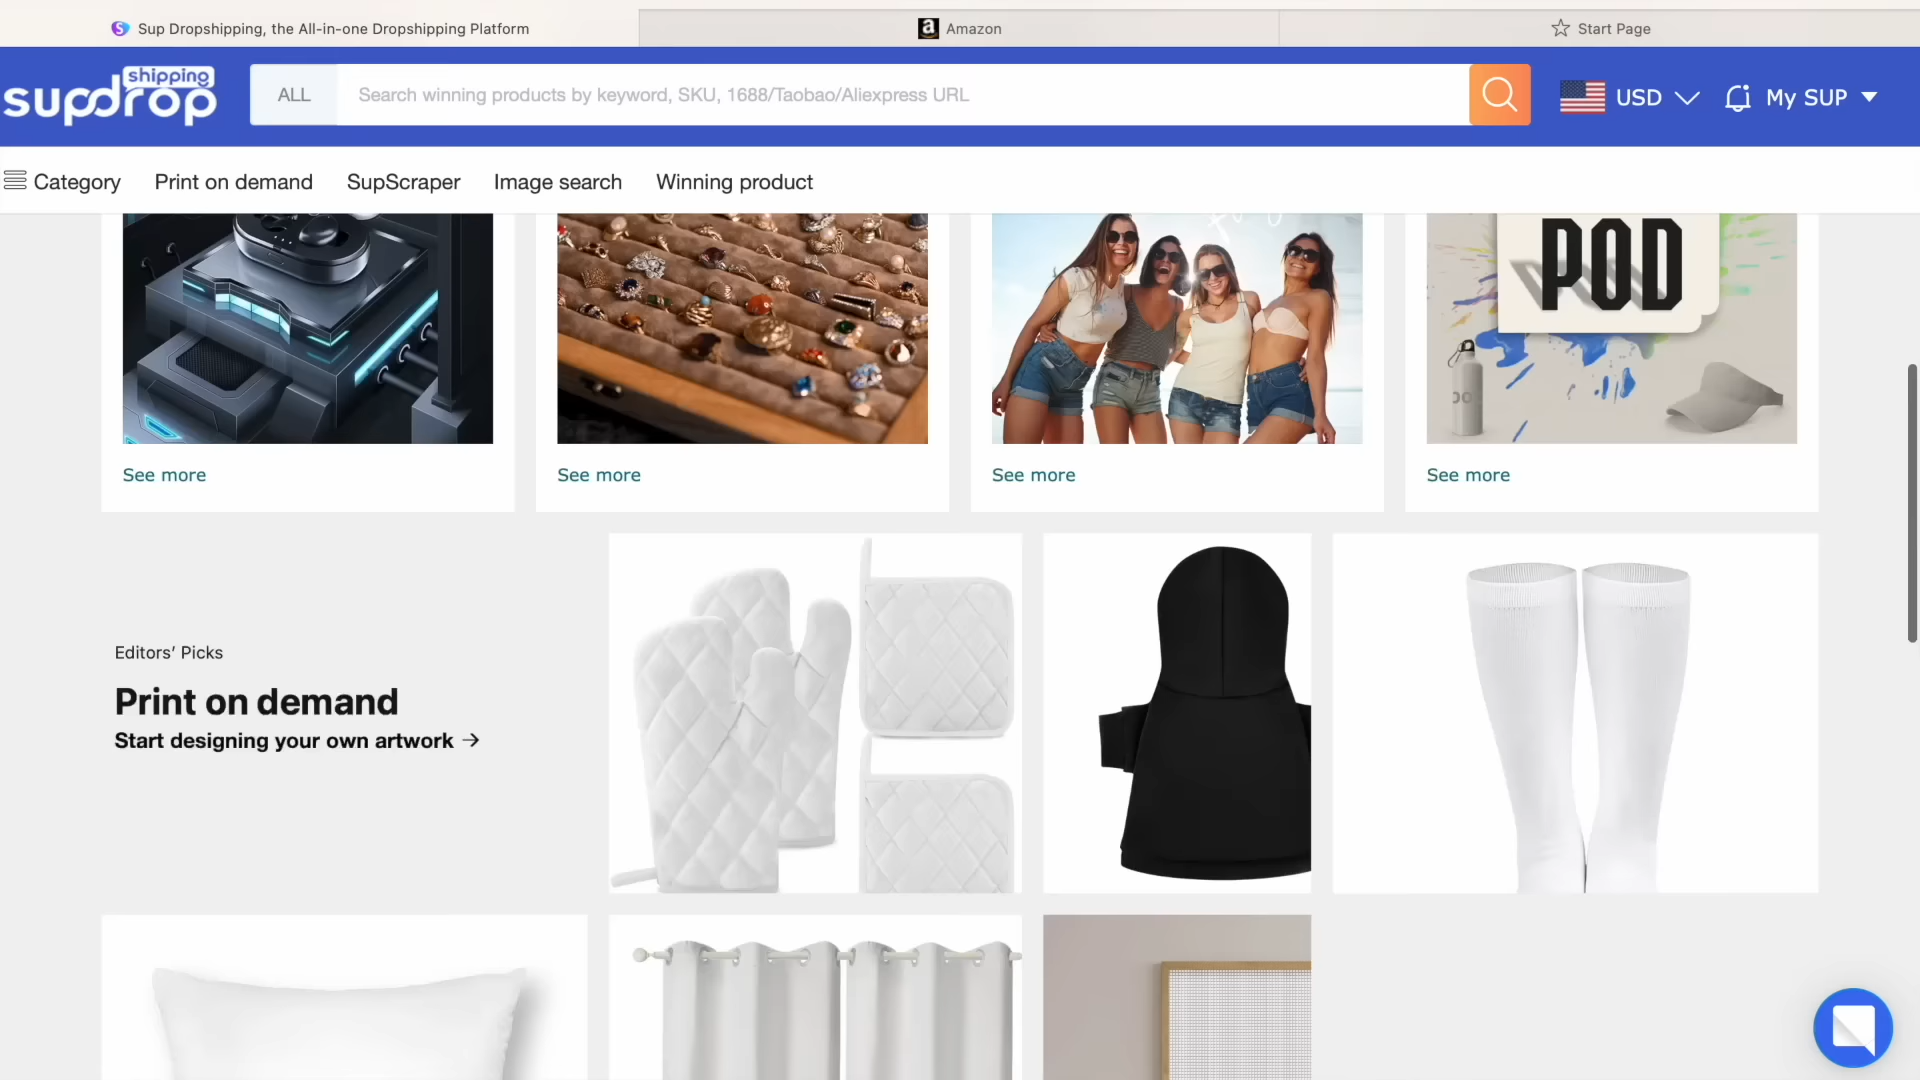 Sup Dropshipping, the All-in-one Dropshipping Platform
Amazon
Start Page
shipping
supdrop
ALL
Search winning products by keyword, SKU, 1688/Taobao/Aliexpress URL
USD
My SUP
Category
Print on demand
SupScraper
Image search
Winning product
POD
See more
See more
See more
See more
Editors’ Picks
Print on demand
Start designing your own artwork →